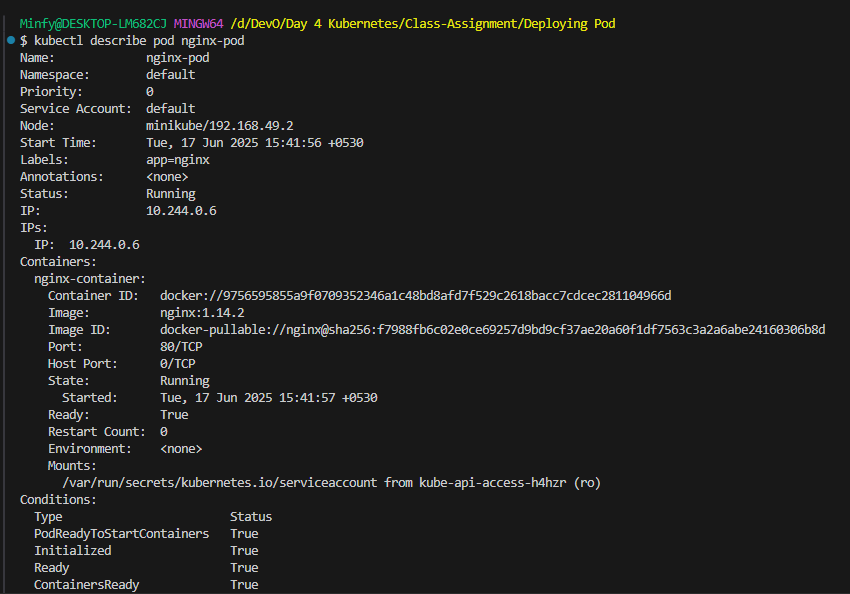 Minfy@DESKTOP-LM682CJ MINGW64 /d/DevO/Day 4 Kubernetes/Class-Assignment/Deploying Pod
$ kubectl describe pod nginx-pod
Name:             nginx-pod
Namespace:        default
Priority:         0
Service Account:  default
Node:             minikube/192.168.49.2
Start Time:       Tue, 17 Jun 2025 15:41:56 +0530
Labels:           app=nginx
Annotations:      <none>
Status:           Running
IP:               10.244.0.6
IPs:
  IP:  10.244.0.6
Containers:
  nginx-container:
    Container ID:   docker://9756595855a9f0709352346a1c48bd8afd7f529c2618bacc7cdcec281104966d
    Image:          nginx:1.14.2
    Image ID:       docker-pullable://nginx@sha256:f7988fb6c02e0ce69257d9bd9cf37ae20a60f1df7563c3a2a6abe24160306b8d
    Port:           80/TCP
    Host Port:      0/TCP
    State:          Running
      Started:      Tue, 17 Jun 2025 15:41:57 +0530
    Ready:          True
    Restart Count:  0
    Environment:    <none>
    Mounts:
      /var/run/secrets/kubernetes.io/serviceaccount from kube-api-access-h4hzr (ro)
Conditions:
  Type                        Status
  PodReadyToStartContainers   True
  Initialized                 True
  Ready                       True
  ContainersReady             True